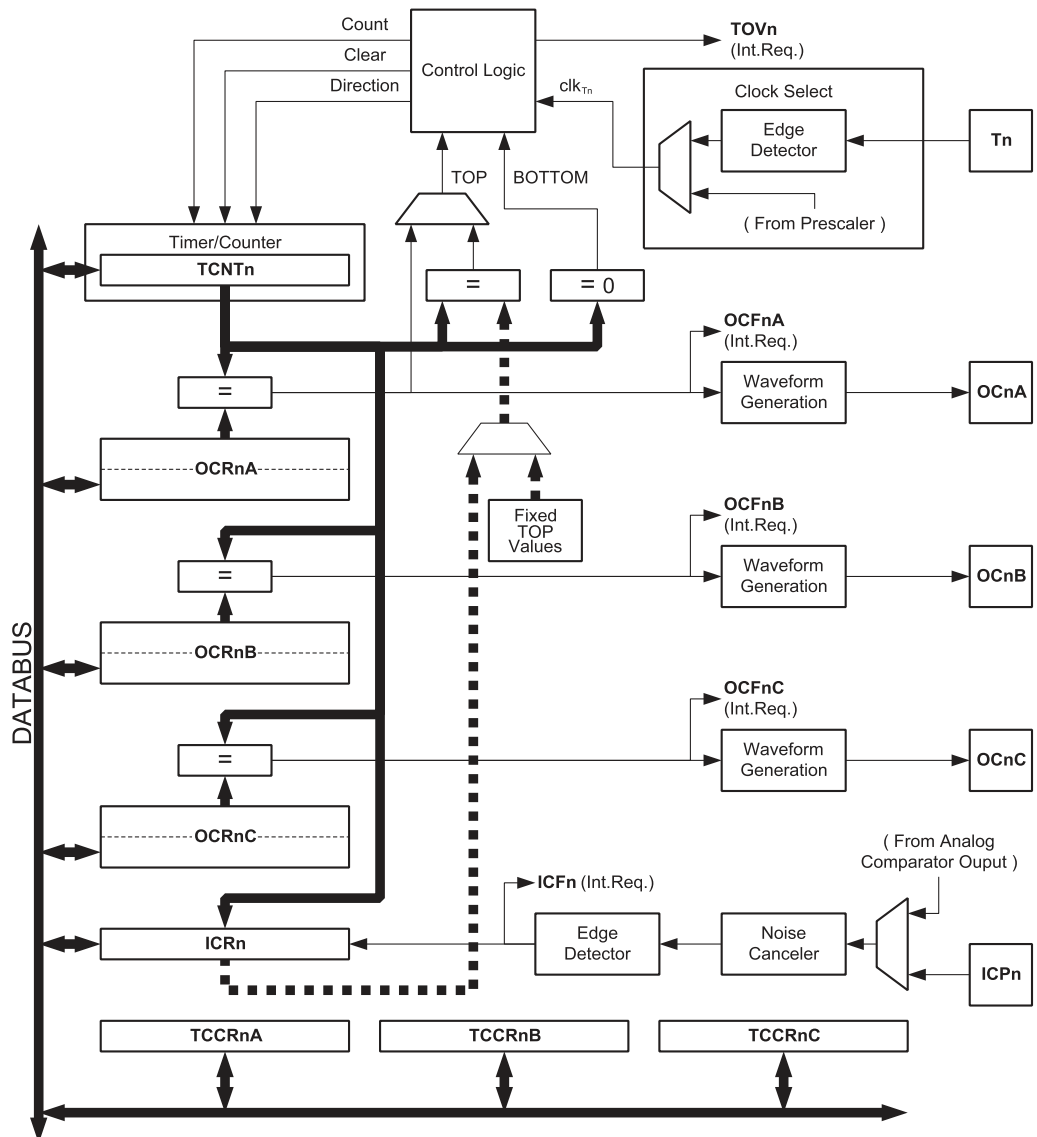 Count
Clear
Direction
Control Logic
TOVn
(Int.Req.)
clkTn
Clock Select
Edge
Detector
Tn
( From Prescaler )
TOP
BOTTOM
Timer/Counter
TCNTn
=
= 0
OCFnA
(Int.Req.)
=
Waveform
Generation
OCnA
OCRnA
Fixed
TOP
Values
OCFnB
(Int.Req.)
=
Waveform
Generation
OCnB
OCRnB
DATABUS
OCFnC
(Int.Req.)
=
Waveform
Generation
OCnC
OCRnC
( From Analog
Comparator Ouput )
ICFn (Int.Req.)
ICRn
Edge
Detector
Noise
Canceler
ICPn
TCCRnA
TCCRnB
TCCRnC